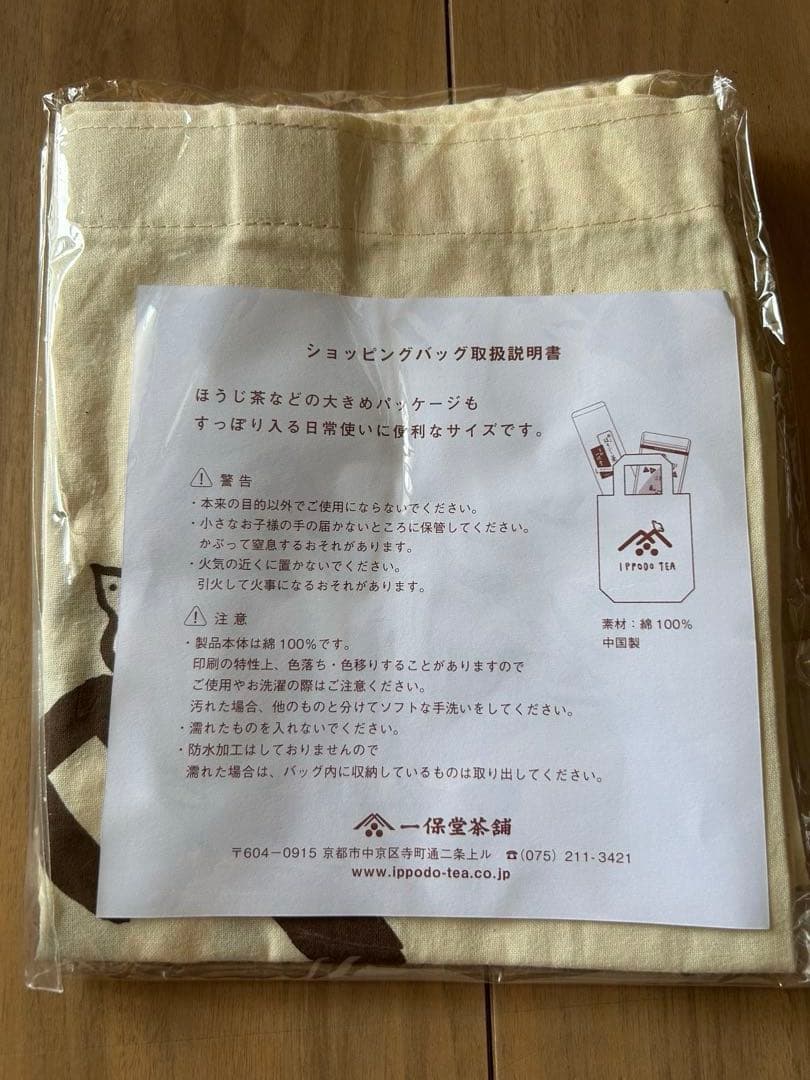 ショッピングバッグ取扱説明書
ほうじ茶などの大きめパッケージも
すっぽり入る日常使いに便利なサイズです。
警告
・本来の目的以外でご使用にならないでください。
・小さなお子様の手の届かないところに保管してください。
かぶって窒息するおそれがあります。
・火気の近くに置かないでください。
引火して火事になるおそれがあります。
IPPODO TEA
素材：綿100%
中国製
注意
・製品本体は綿100%です。
印刷の特性上、色落ち・色移りすることがありますので
ご使用やお洗濯の際はご注意ください。
汚れた場合、他のものと分けてソフトな手洗いをしてください。
・濡れたものを入れないでください。
・防水加工はしておりませんので
濡れた場合は、バッグ内に収納しているものは取り出してください。
一保堂茶舗
〒604-0915 京都市中京区寺町通二条上ル ☎(075) 211-3421
www.ippodo-tea.co.jp